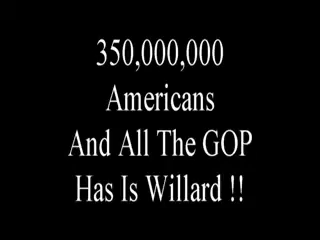 350,000,000
Americans
And All The GOP
Has Is Willard !!